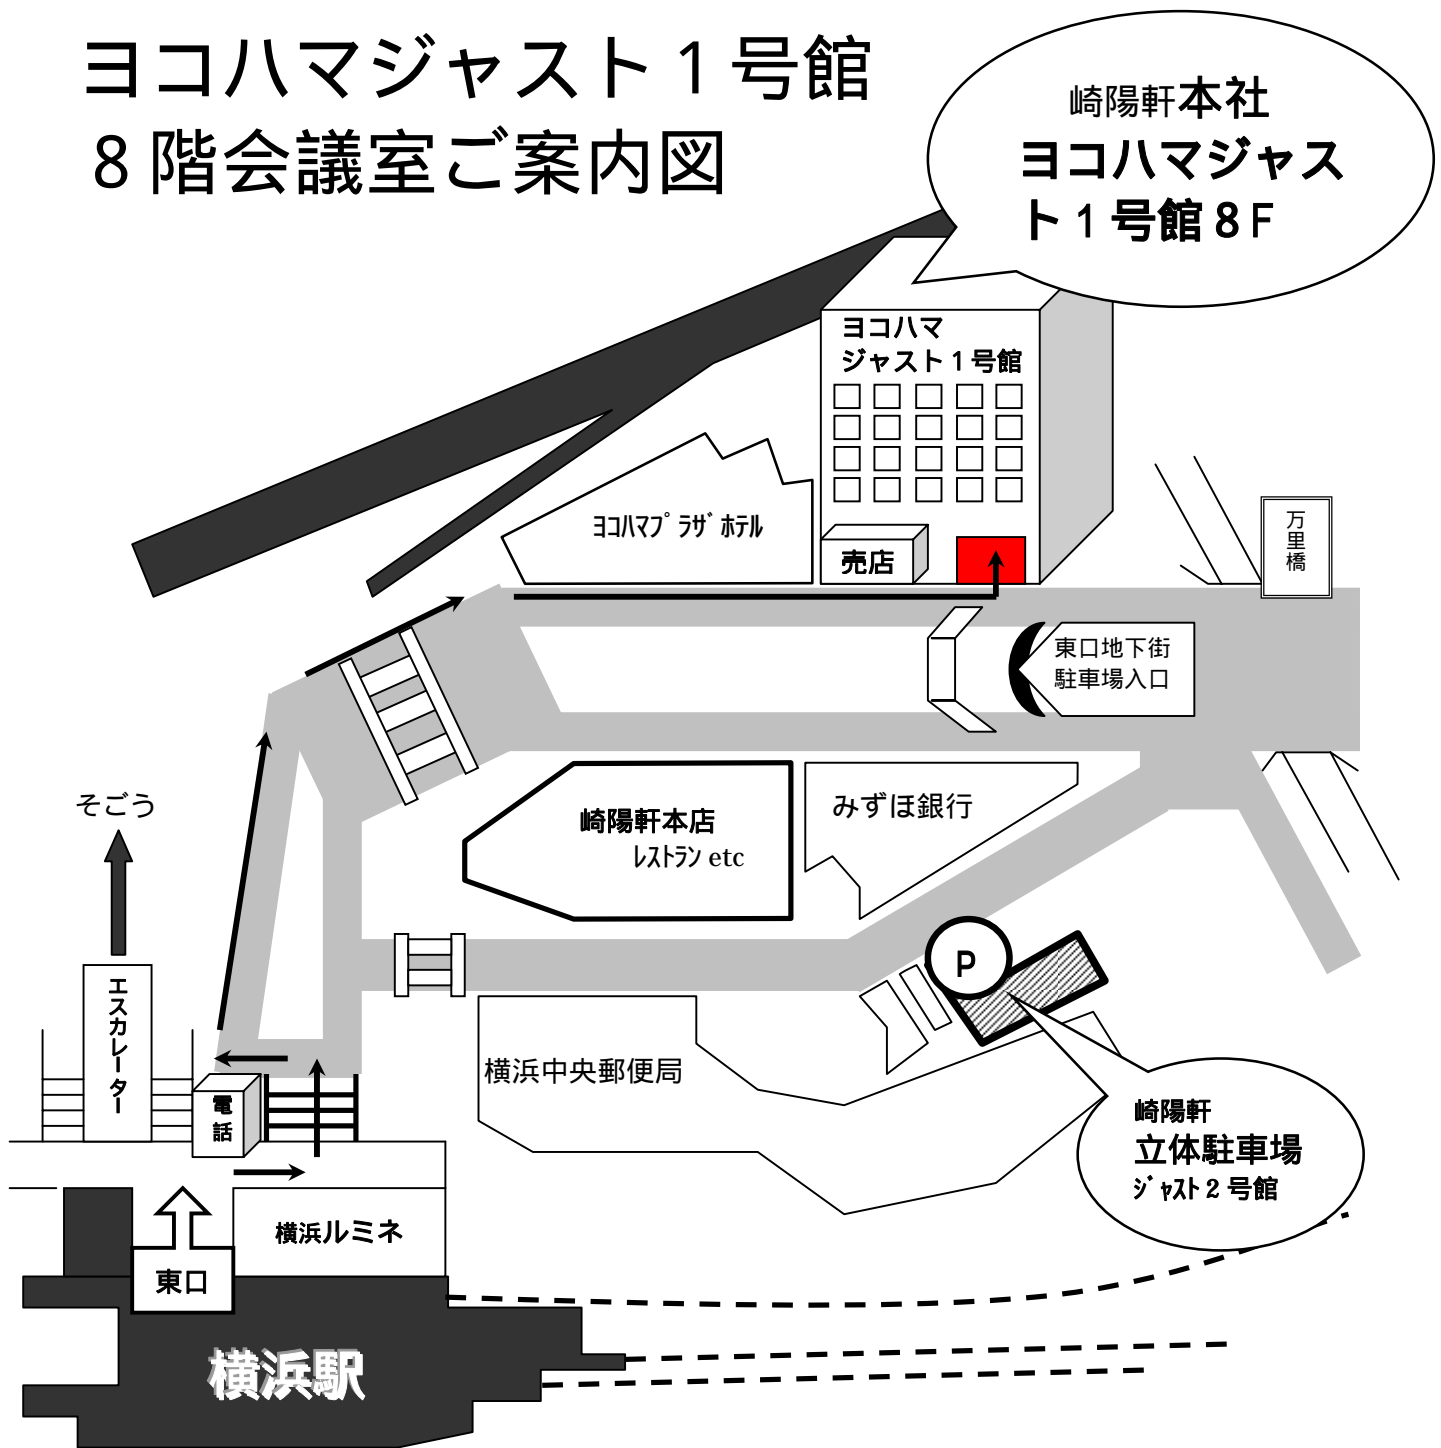 ヨコハマジャスト１号館
８階会議室ご案内図
崎陽軒本社
ヨコハマジャス
ト１号館８F
ヨコハマ
ジャスト１号館
ﾖｺﾊﾏﾌﾟﾗｻﾞﾎﾃﾙ
売店
万里橋
東口地下街
駐車場入口
そごう
崎陽軒本店
ﾚｽﾄﾗﾝ etc
みずほ銀行
P
エスカレーター
横浜中央郵便局
電話
崎陽軒
立体駐車場
ｼﾞｬｽﾄ２号館
横浜ルミネ
東口
横浜駅